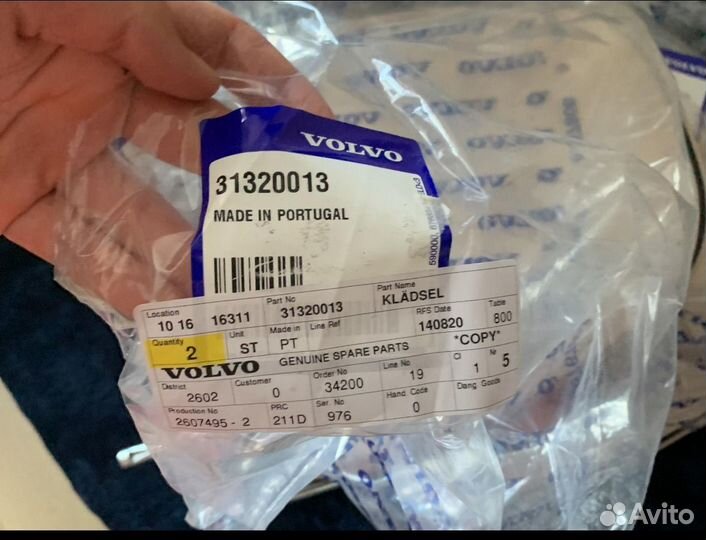 VOLVO
31320013
MADE IN PORTUGAL
Location Part No Part Name
10 16 16311 31320013 KLÄDSEL
Quantity Unit Made in Line Ref RFS Date Table
2 ST PT 140820 800
VOLVO GENUINE SPARE PARTS *COPY*
District Customer Order No Line No Cl Nr
2602 0 34200 19 1 5
Production No PRC Ser. No Hand. Code Dang. Goods
2607495 - 2 211D 976 0
VOLVO
Avito